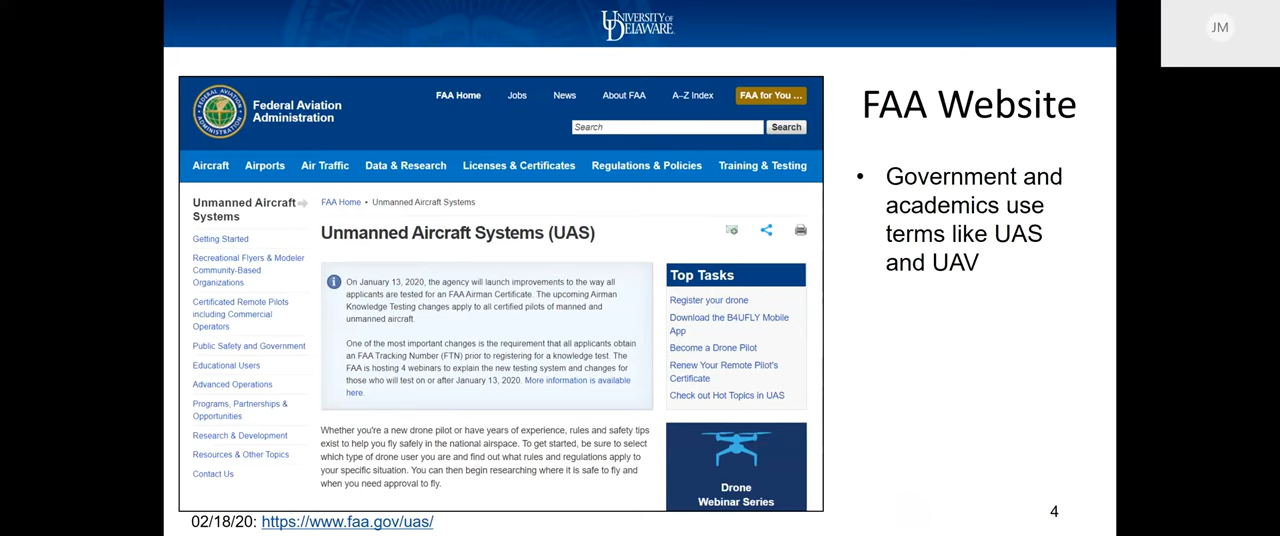 UNIVERSITY OF
DELAWARE
JM
Federal Aviation
Administration
FAA Home Jobs News About FAA A–Z Index FAA for You ...
Search Search
Aircraft Airports Air Traffic Data & Research Licenses & Certificates Regulations & Policies Training & Testing
Unmanned Aircraft
Systems
Getting Started
Recreational Flyers & Modeler
Community-Based
Organizations
Certificated Remote Pilots
including Commercial
Operators
Public Safety and Government
Educational Users
Advanced Operations
Programs, Partnerships &
Opportunities
Research & Development
Resources & Other Topics
Contact Us
FAA Home • Unmanned Aircraft Systems
Unmanned Aircraft Systems (UAS)
On January 13, 2020, the agency will launch improvements to the way all
applicants are tested for an FAA Airman Certificate. The upcoming Airman
Knowledge Testing changes apply to all certified pilots of manned and
unmanned aircraft.
One of the most important changes is the requirement that all applicants obtain
an FAA Tracking Number (FTN) prior to registering for a knowledge test. The
FAA is hosting 4 webinars to explain the new testing system and changes for
those who will test on or after January 13, 2020. More information is available
here.
Whether you're a new drone pilot or have years of experience, rules and safety tips
exist to help you fly safely in the national airspace. To get started, be sure to select
which type of drone user you are and find out what rules and regulations apply to
your specific situation. You can then begin researching where it is safe to fly and
when you need approval to fly.
Top Tasks
Register your drone
Download the B4UFLY Mobile
App
Become a Drone Pilot
Renew Your Remote Pilot's
Certificate
Check out Hot Topics in UAS
Drone
Webinar Series
FAA Website
• Government and
academics use
terms like UAS
and UAV
02/18/20: https://www.faa.gov/uas/
4